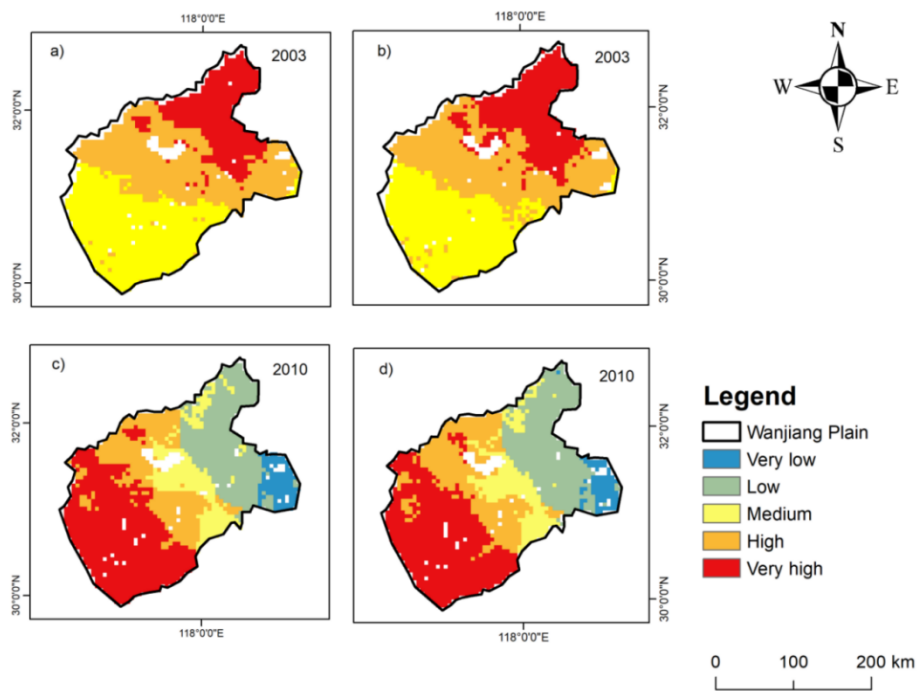 118°0'0"E
118°0'0"E
a)
2003
b)
2003
N
W
E
S
32°0'0"N
32°0'0"N
30°0'0"N
30°0'0"N
c)
2010
d)
2010
32°0'0"N
32°0'0"N
30°0'0"N
30°0'0"N
118°0'0"E
118°0'0"E
Legend
Wanjiang Plain
Very low
Low
Medium
High
Very high
0 100 200 km